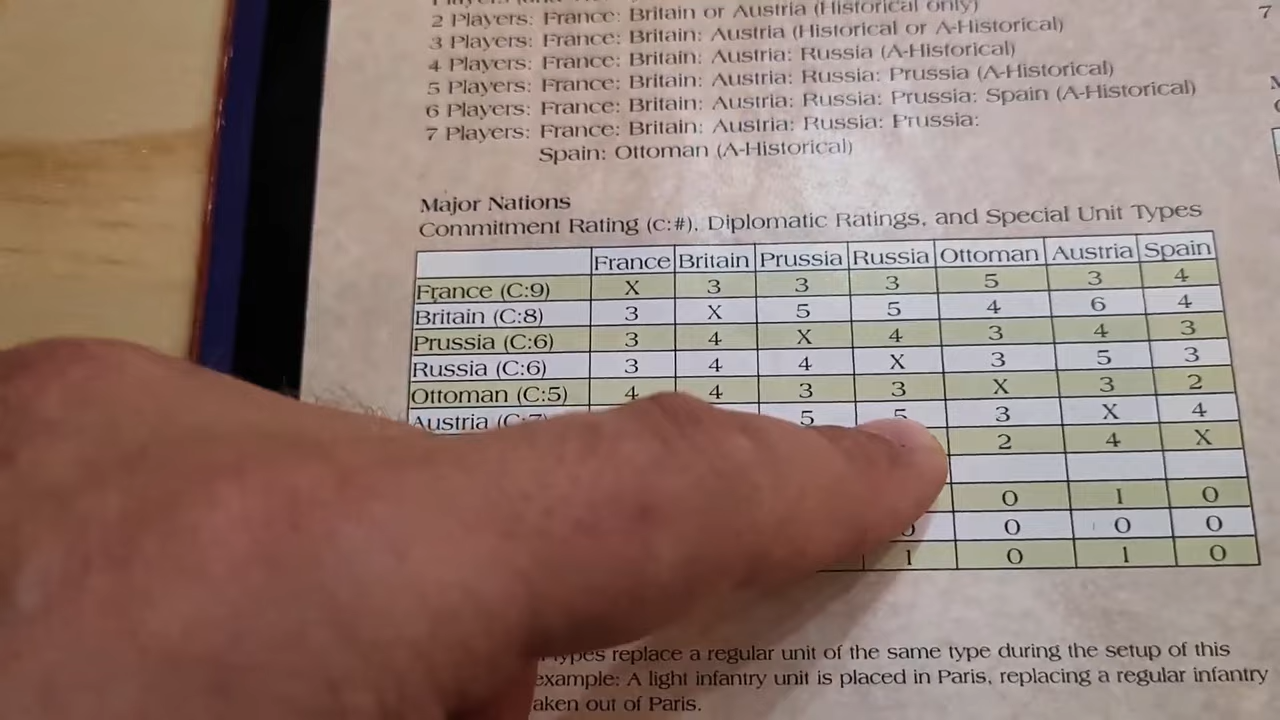 2 Players: France: Britain or Austria (Historical only)
3 Players: France: Britain: Austria (Historical or A-Historical)
4 Players: France: Britain: Austria: Russia (A-Historical)
5 Players: France: Britain: Austria: Russia: Prussia (A-Historical)
6 Players: France: Britain: Austria: Russia: Prussia: Spain (A-Historical)
7 Players: France: Britain: Austria: Russia: Prussia:
Spain: Ottoman (A-Historical)
7
Major Nations
Commitment Rating (C:#), Diplomatic Ratings, and Special Unit Types
France Britain Prussia Russia Ottoman Austria Spain
France (C:9) X 3 3 3 5 3 4
Britain (C:8) 3 X 5 5 4 6 4
Prussia (C:6) 3 4 X 4 3 4 3
Russia (C:6) 3 4 4 X 3 5 3
Ottoman (C:5) 4 4 3 3 X 3 2
Austria 5 5 3 X 4
2 4 X
0 1 0
0 0 0
1 0 1 0
types replace a regular unit of the same type during the setup of this
example: A light infantry unit is placed in Paris, replacing a regular infantry
out of Paris.